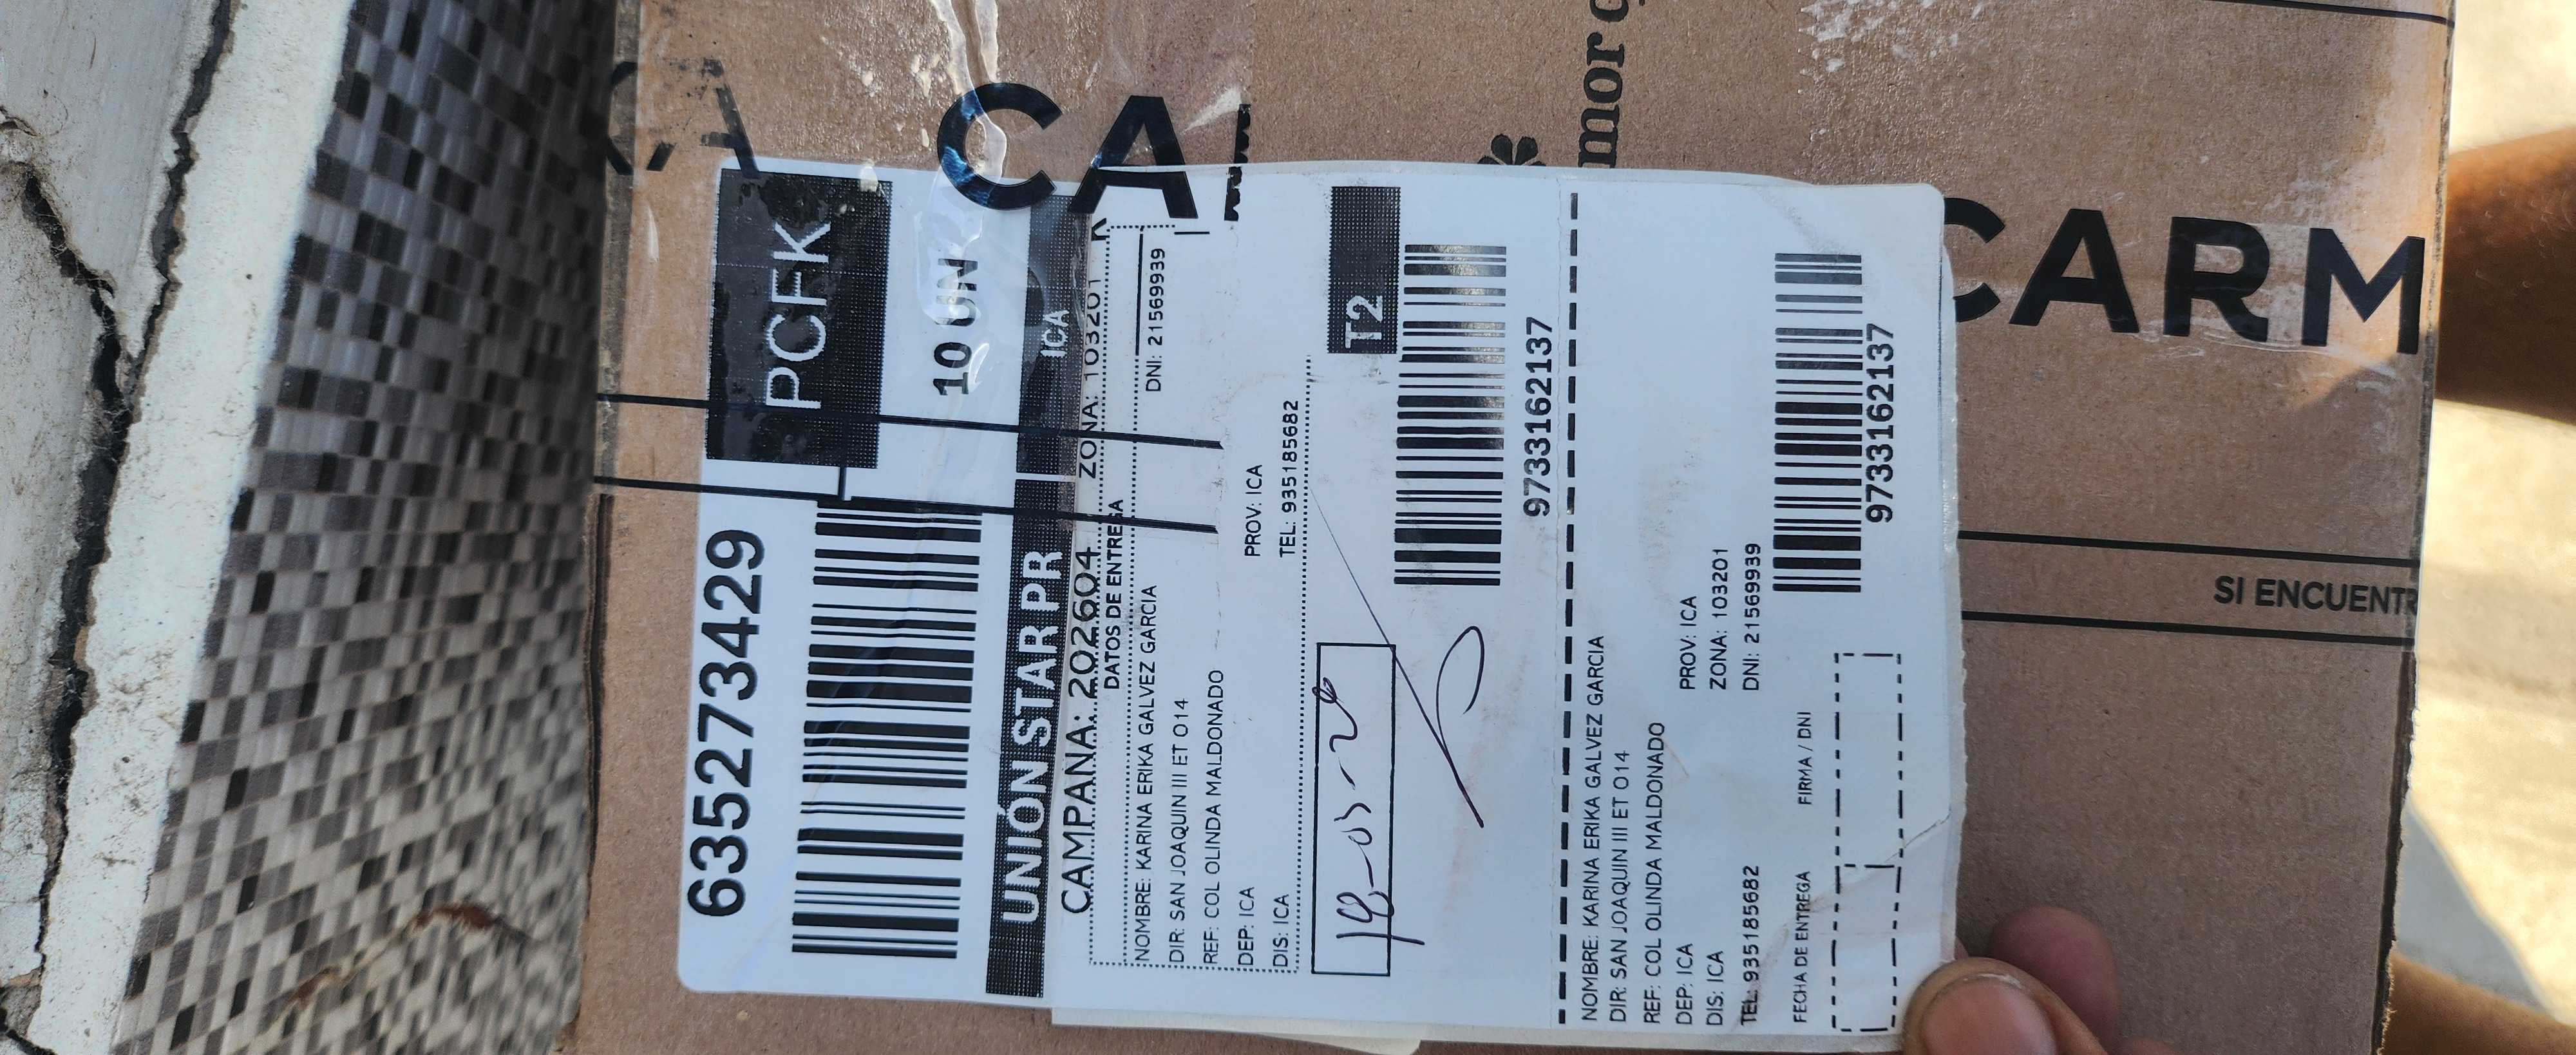 6352273429
PCFK
10 UN
UNIÓN STAR PR
ICA
CAMPAÑA: 202604
ZONA: 103201
DATOS DE ENTREGA
NOMBRE: KARINA ERIKA GALVEZ GARCIA
DNI: 21569939
DIR: SAN JOAQUIN III ET O14
REF: COL OLINDA MALDONADO
DEP: ICA
PROV: ICA
DIS: ICA
TEL: 935185682
T2
9733162137
NOMBRE: KARINA ERIKA GALVEZ GARCIA
DIR: SAN JOAQUIN III ET O14
REF: COL OLINDA MALDONADO
DEP: ICA
PROV: ICA
DIS: ICA
ZONA: 103201
TEL: 935185682
DNI: 21569939
FECHA DE ENTREGA
FIRMA / DNI
9733162137
CA
mor
CARM
SI ENCUENTR